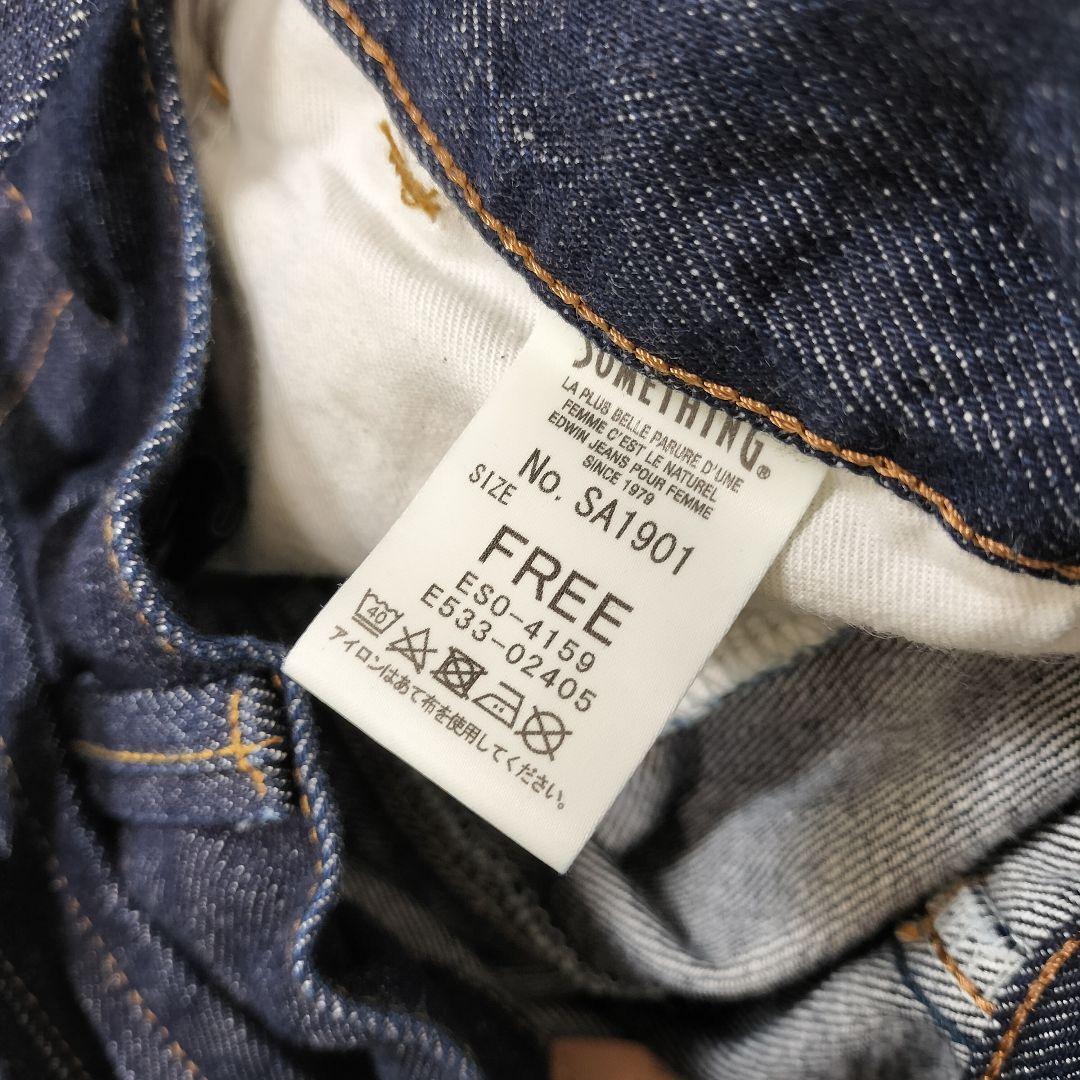 SOMETHING®
LA PLUS BELLE PARURE D'UNE
FEMME C'EST LE NATUREL
EDWIN JEANS POUR FEMME
SINCE 1979
No. SA1901
SIZE
FREE
ES0-4159
E533-02405
40
アイロンはあて布を使用してください。